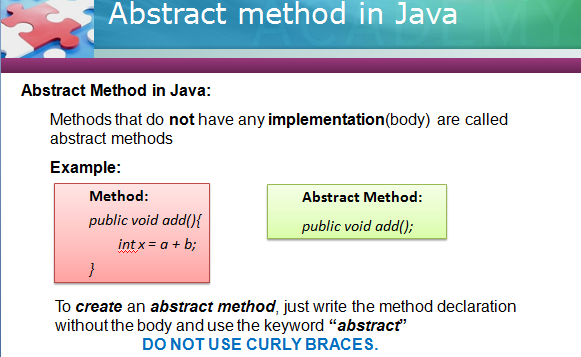 Abstract method in Java
Abstract Method in Java:
Methods that do not have any implementation(body) are called
abstract methods
Example:
Method:
public void add(){
int x = a + b;
}
Abstract Method:
public void add();
To create an abstract method, just write the method declaration
without the body and use the keyword “abstract”
DO NOT USE CURLY BRACES.